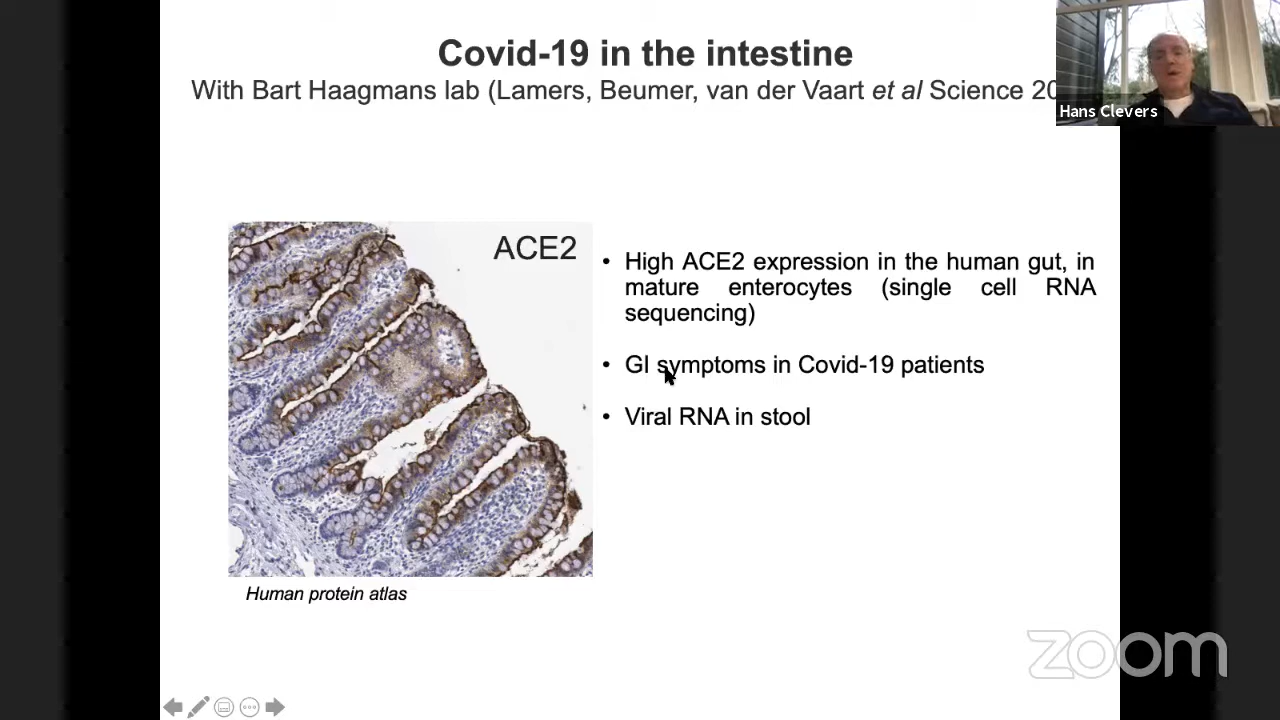 Covid-19 in the intestine
With Bart Haagmans lab (Lamers, Beumer, van der Vaart et al Science 20
Hans Clevers
ACE2
• High ACE2 expression in the human gut, in
mature enterocytes (single cell RNA
sequencing)
• GI symptoms in Covid-19 patients
• Viral RNA in stool
Human protein atlas
zoom